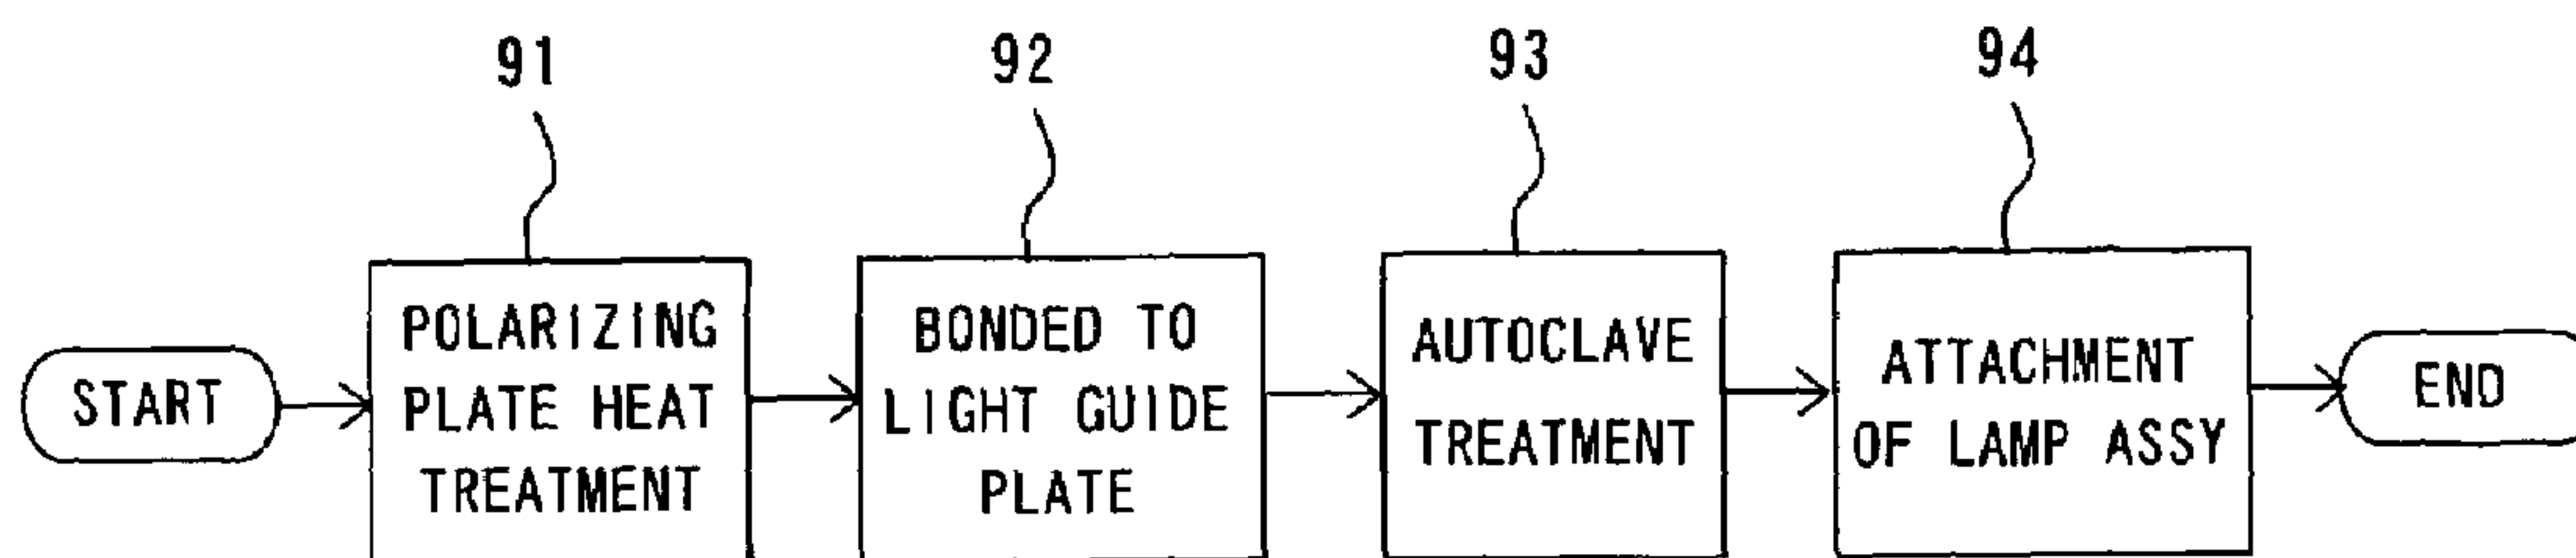 91
92
93
94
START
POLARIZING
PLATE HEAT
TREATMENT
BONDED TO
LIGHT GUIDE
PLATE
AUTOCLAVE
TREATMENT
ATTACHMENT
OF LAMP ASSY
END